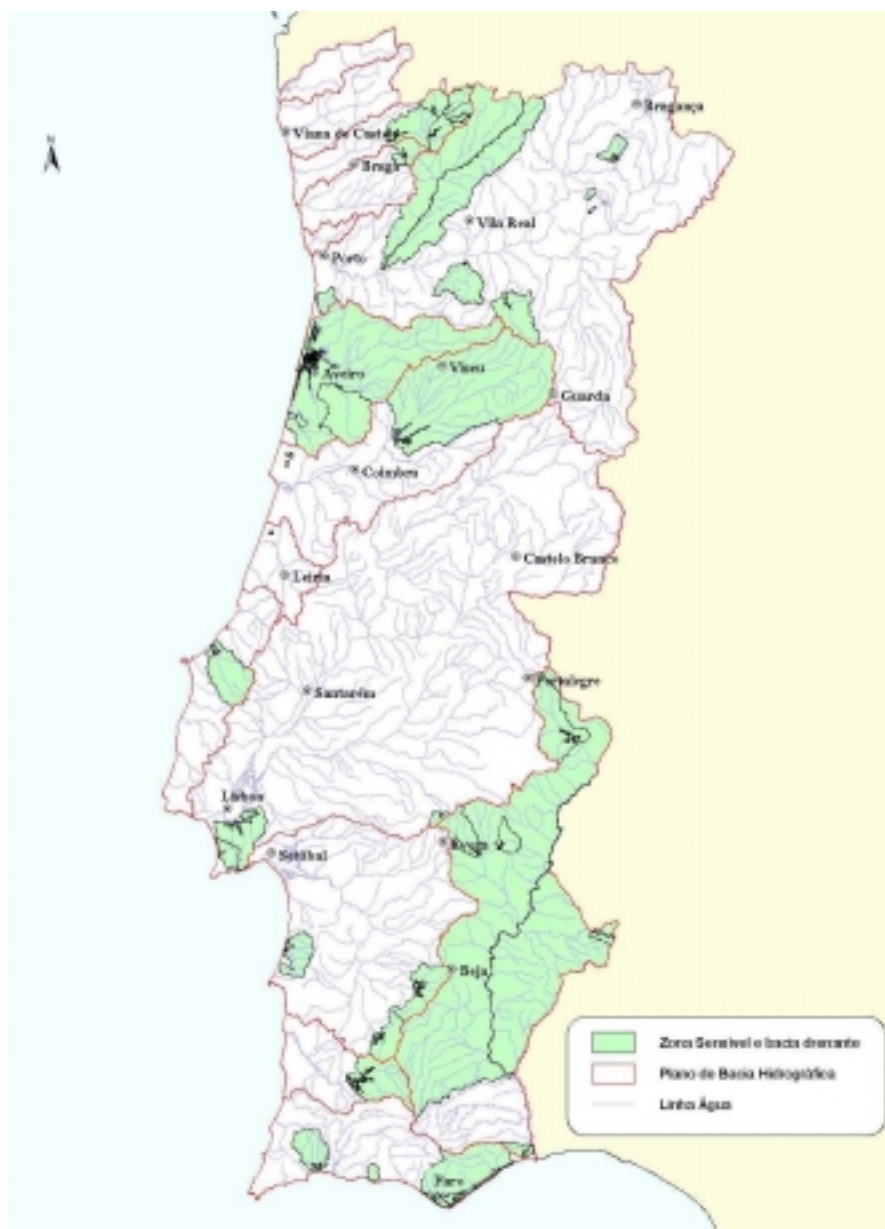 N
Bragança
Viana do Castelo
Braga
Vila Real
Porto
Aveiro
Viseu
Guarda
Coimbra
Castelo Branco
Leiria
Portalegre
Santarém
Lisboa
Évora
Setúbal
Beja
Zona Sensível e bacia drenante
Plano de Bacia Hidrográfica
Linha Água
Faro